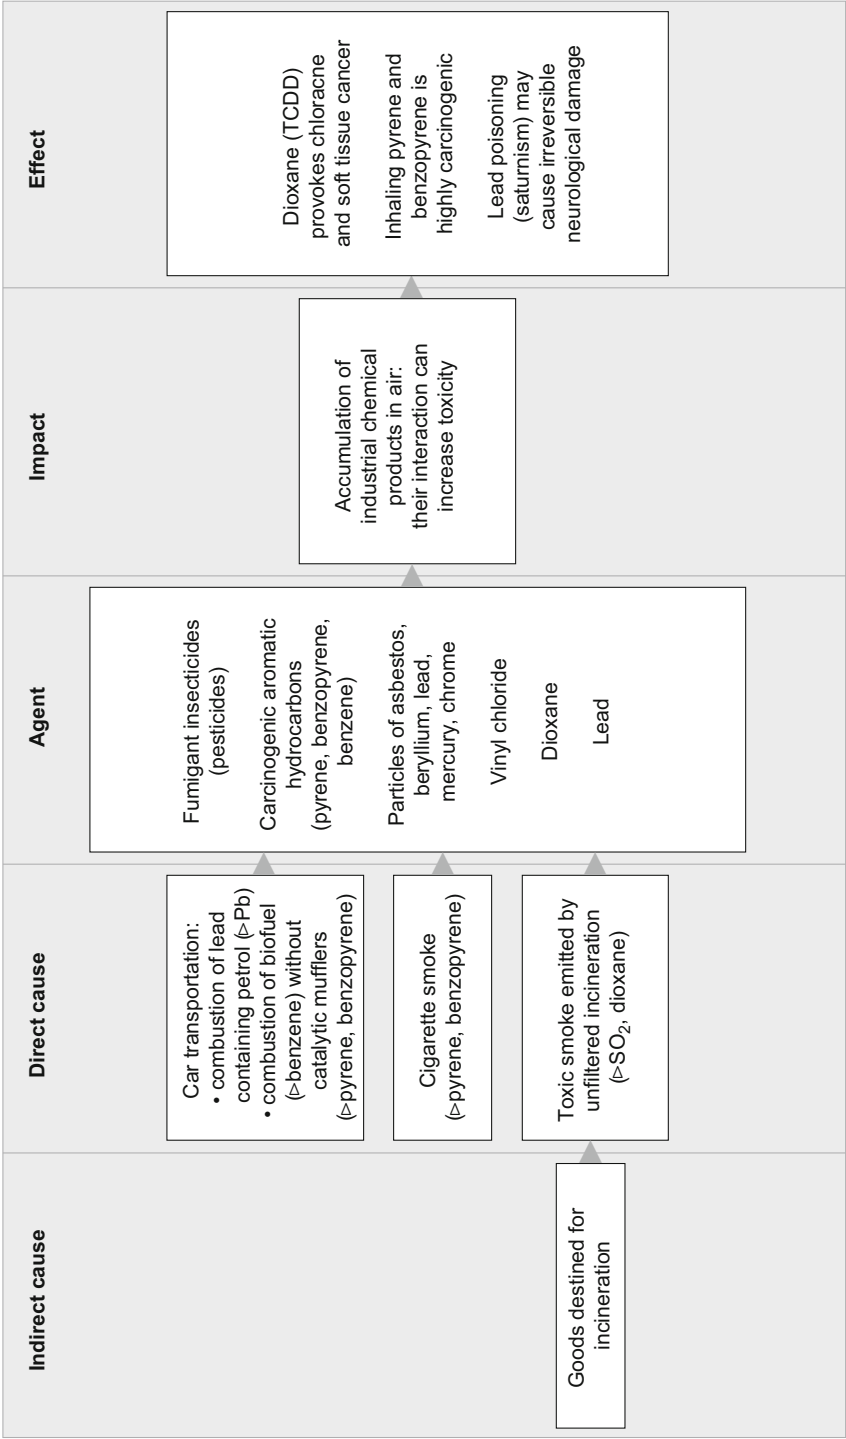 Indirect cause
Direct cause
Agent
Impact
Effect
Goods destined for
incineration
Car transportation:
• combustion of lead
containing petrol (▹Pb)
• combustion of biofuel
(▹benzene) without
catalytic mufflers
(▹pyrene, benzopyrene)
Cigarette smoke
(▹pyrene, benzopyrene)
Toxic smoke emitted by
unfiltered incineration
(▹SO₂, dioxane)
Fumigant insecticides
(pesticides)
Carcinogenic aromatic
hydrocarbons
(pyrene, benzopyrene,
benzene)
Particles of asbestos,
beryllium, lead,
mercury, chrome
Vinyl chloride
Dioxane
Lead
Accumulation of
industrial chemical
products in air:
their interaction can
increase toxicity
Dioxane (TCDD)
provokes chloracne
and soft tissue cancer
Inhaling pyrene and
benzopyrene is
highly carcinogenic
Lead poisoning
(saturnism) may
cause irreversible
neurological damage